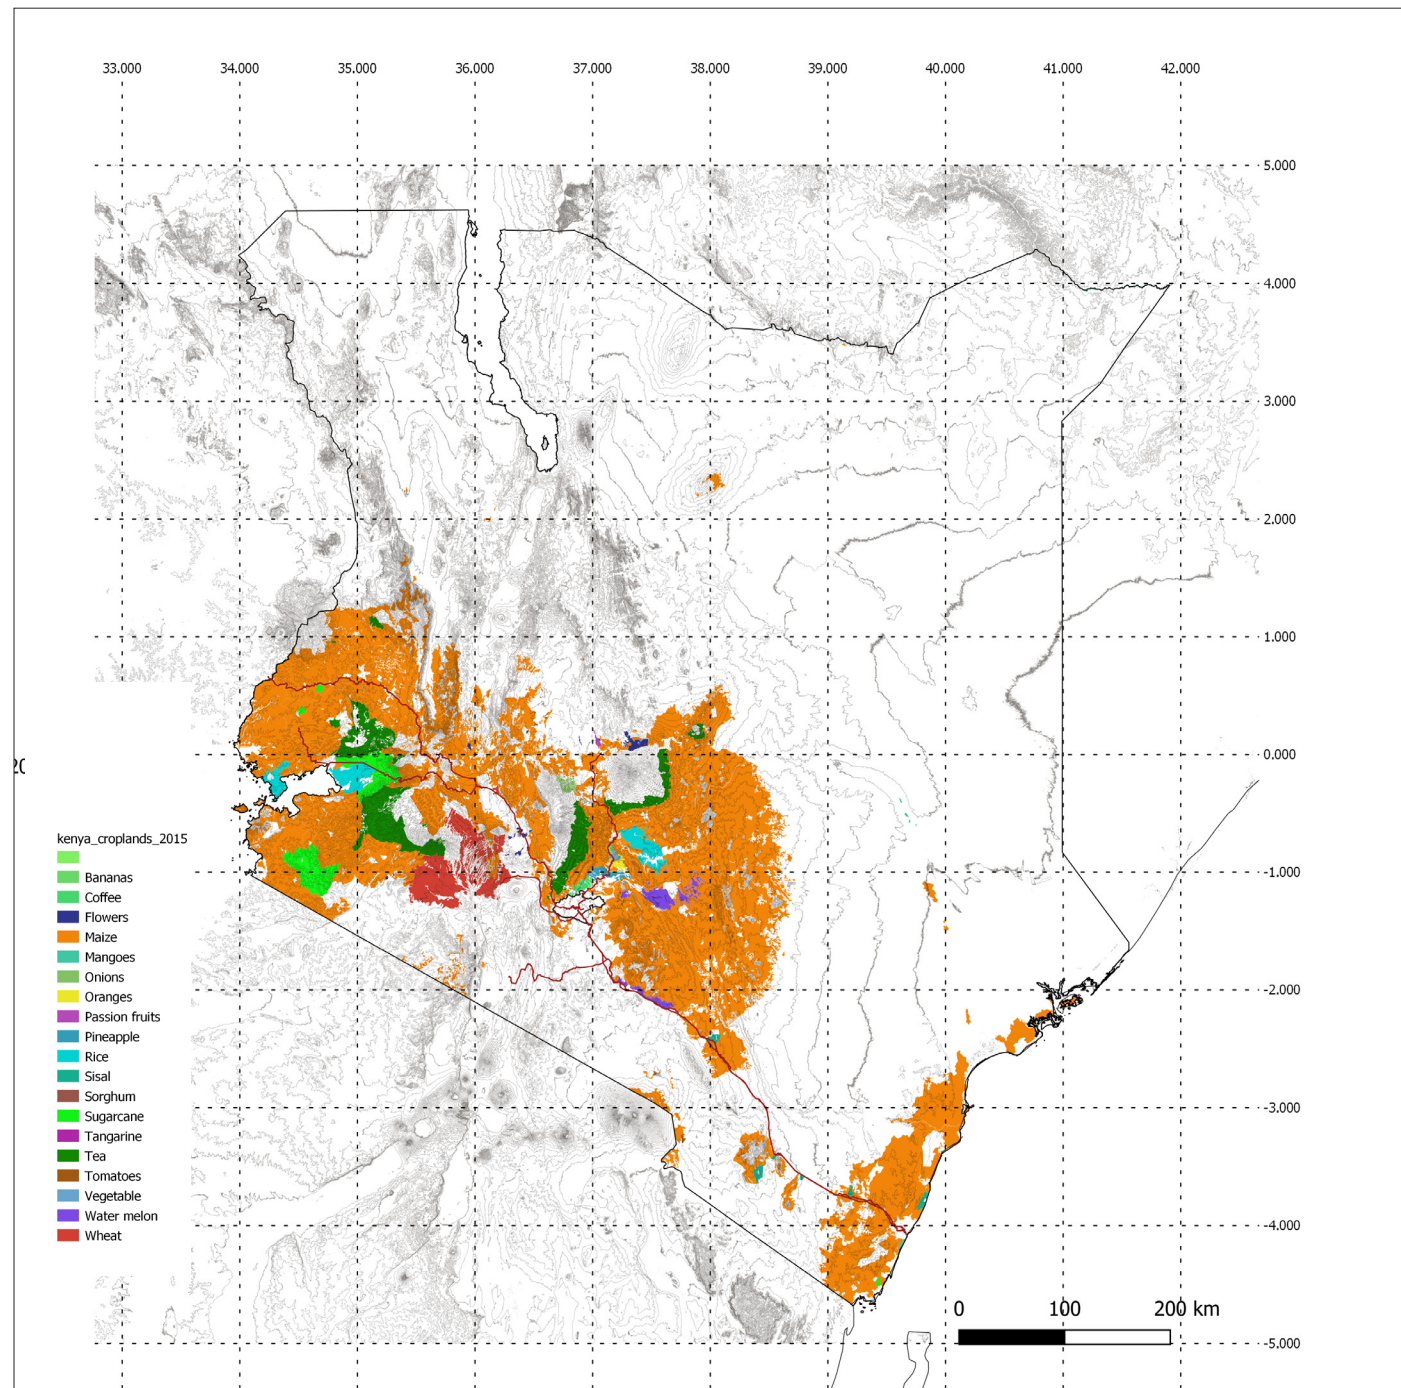 33.000 34.000 35.000 36.000 37.000 38.000 39.000 40.000 41.000 42.000
5.000
4.000
3.000
2.000
1.000
0.000
-1.000
-2.000
-3.000
-4.000
-5.000
kenya_croplands_2015
Bananas
Coffee
Flowers
Maize
Mangoes
Onions
Oranges
Passion fruits
Pineapple
Rice
Sisal
Sorghum
Sugarcane
Tangarine
Tea
Tomatoes
Vegetable
Water melon
Wheat
0 100 200 km